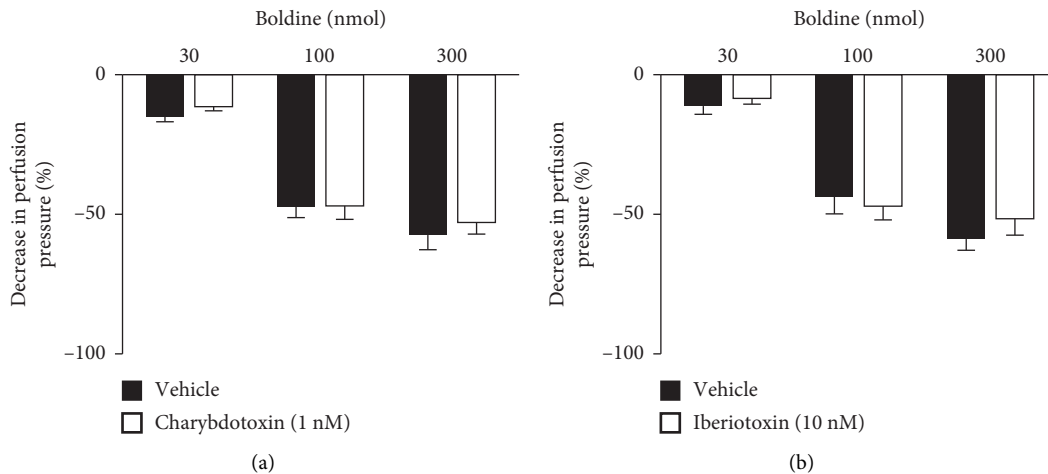 Boldine (nmol)
30 100 300
0
−50
−100
Decrease in perfusion
pressure (%)
Vehicle
Charybdotoxin (1 nM)
(a)
Boldine (nmol)
30 100 300
0
−50
−100
Decrease in perfusion
pressure (%)
Vehicle
Iberiotoxin (10 nM)
(b)